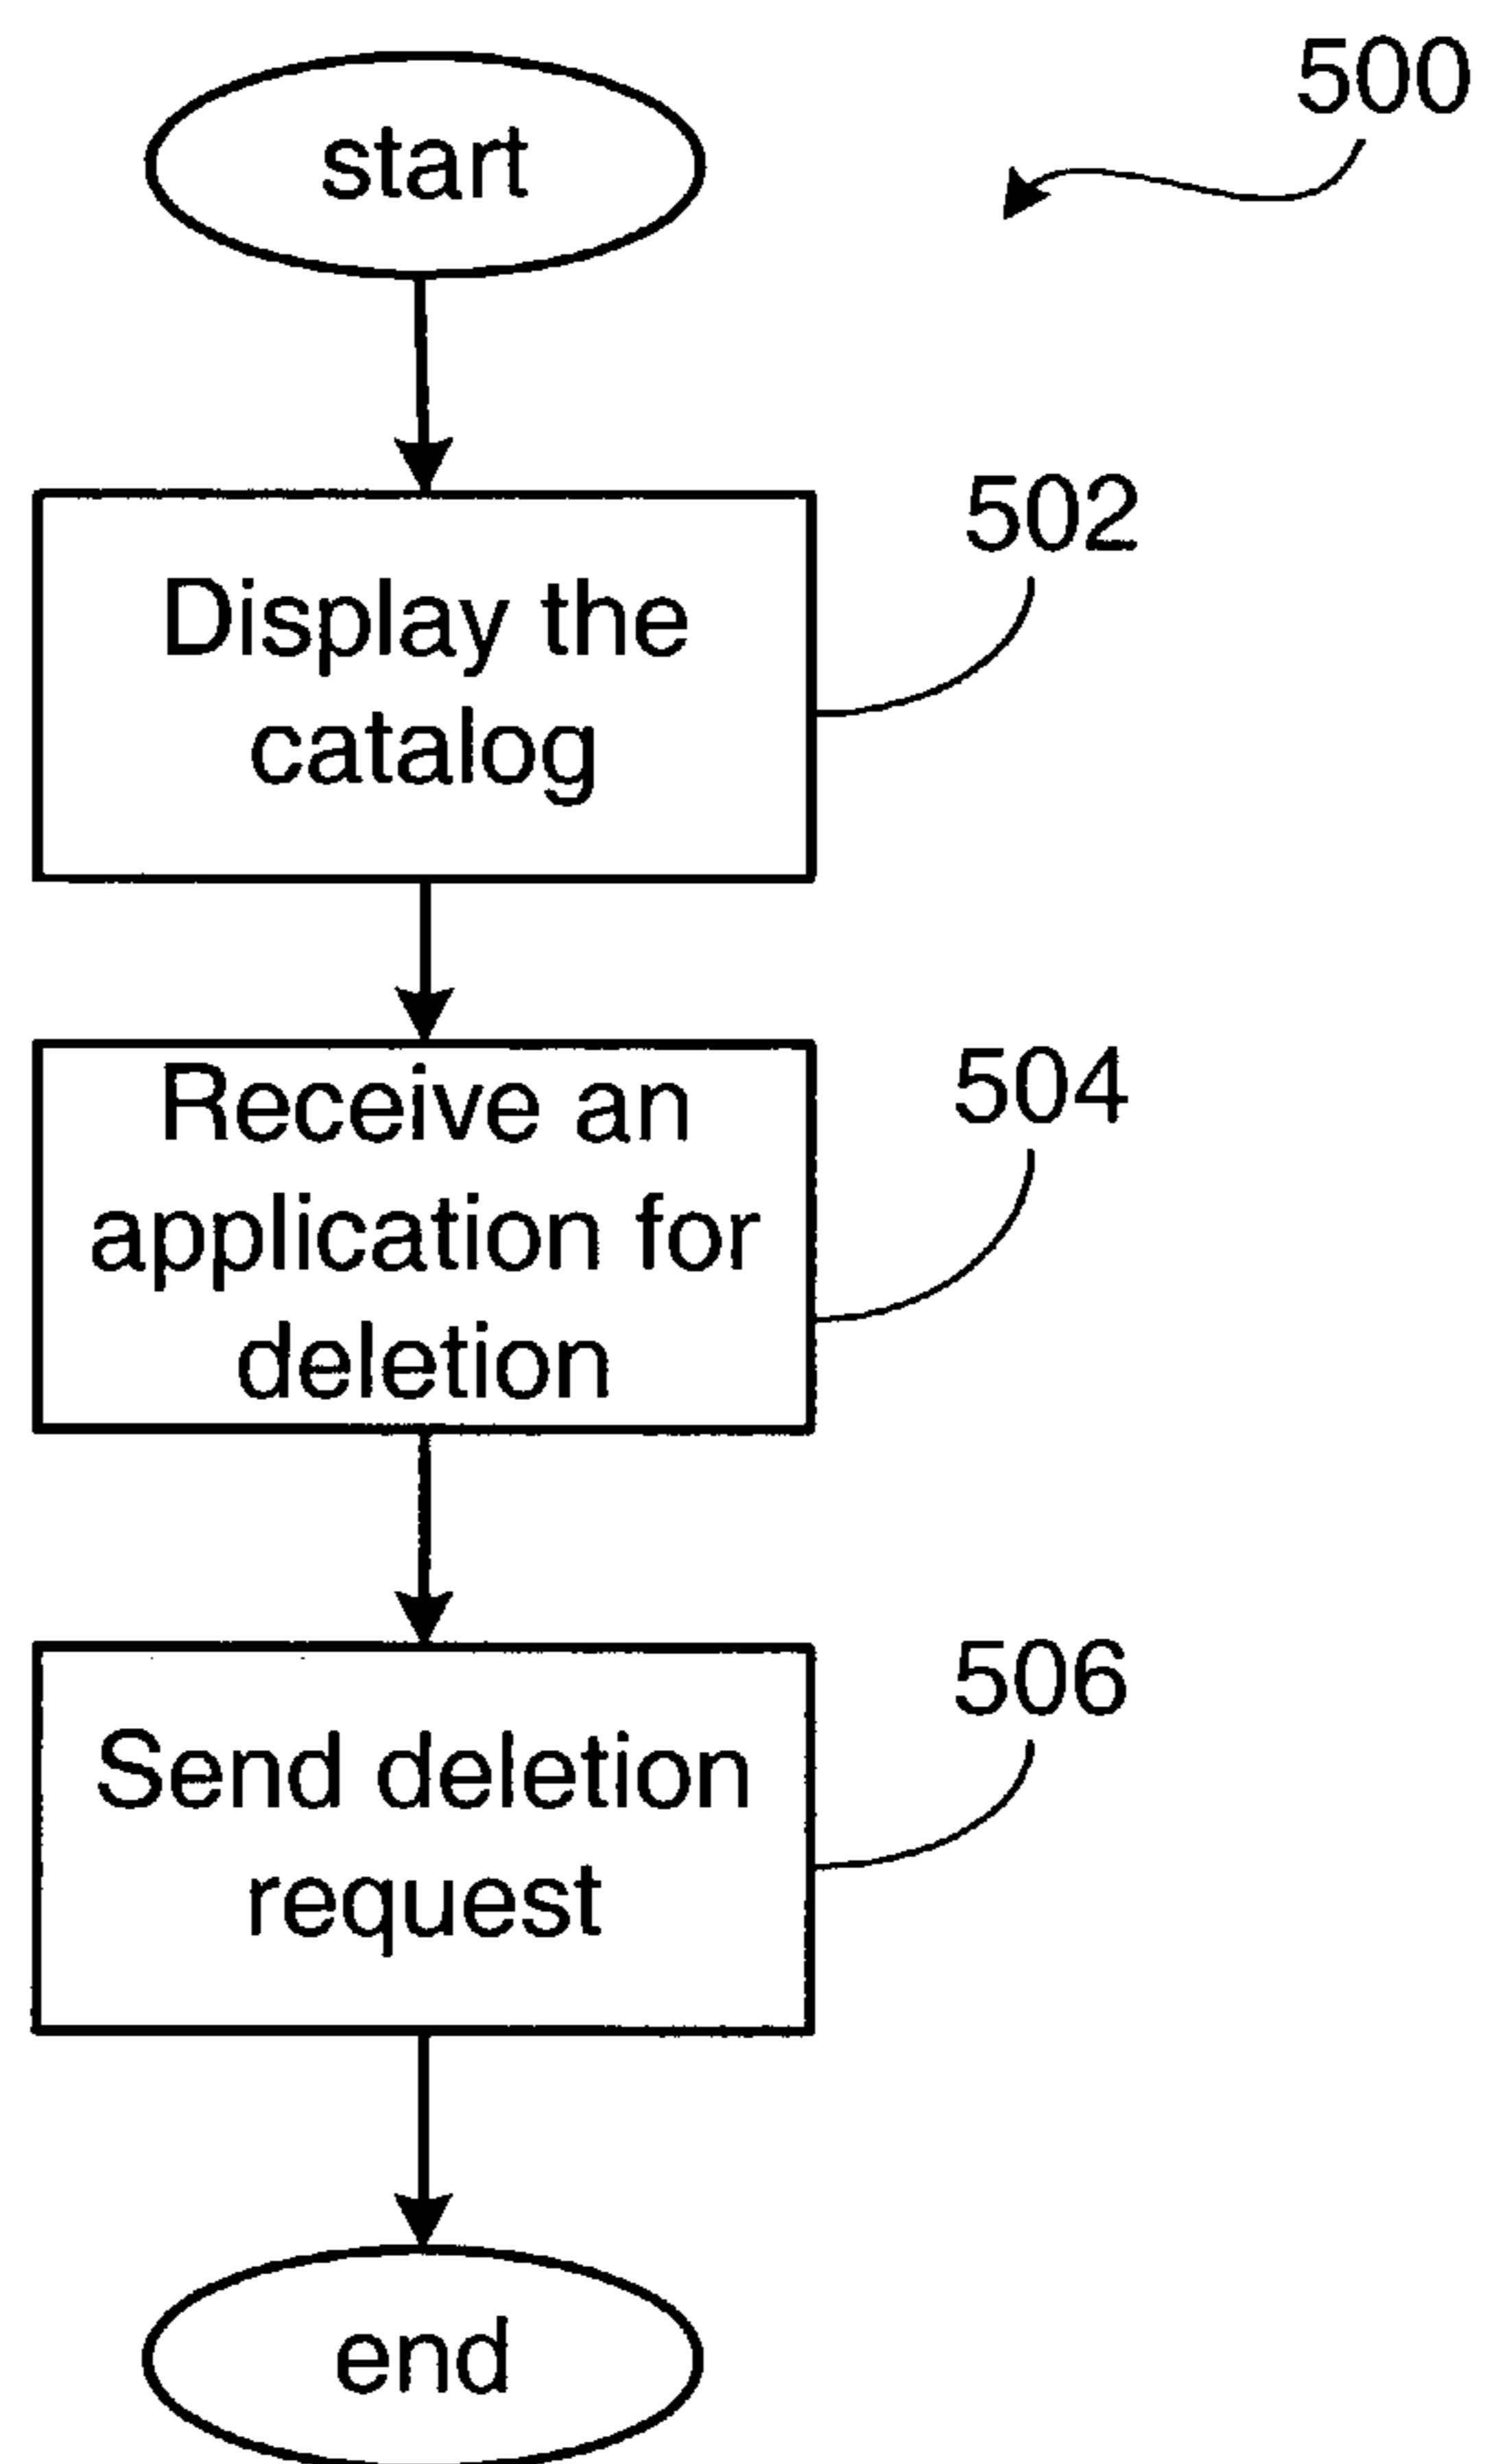 500
start
502
Display the
catalog
504
Receive an
application for
deletion
506
Send deletion
request
end